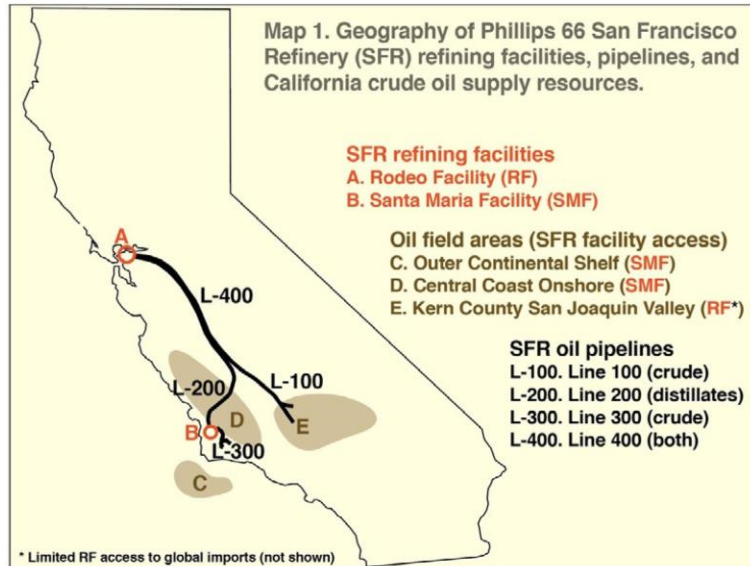 Map 1. Geography of Phillips 66 San Francisco
Refinery (SFR) refining facilities, pipelines, and
California crude oil supply resources.
SFR refining facilities
A. Rodeo Facility (RF)
B. Santa Maria Facility (SMF)
Oil field areas (SFR facility access)
C. Outer Continental Shelf (SMF)
D. Central Coast Onshore (SMF)
E. Kern County San Joaquin Valley (RF*)
SFR oil pipelines
L-100. Line 100 (crude)
L-200. Line 200 (distillates)
L-300. Line 300 (crude)
L-400. Line 400 (both)
A
L-400
L-200
L-100
D
E
B
L-300
C
* Limited RF access to global imports (not shown)